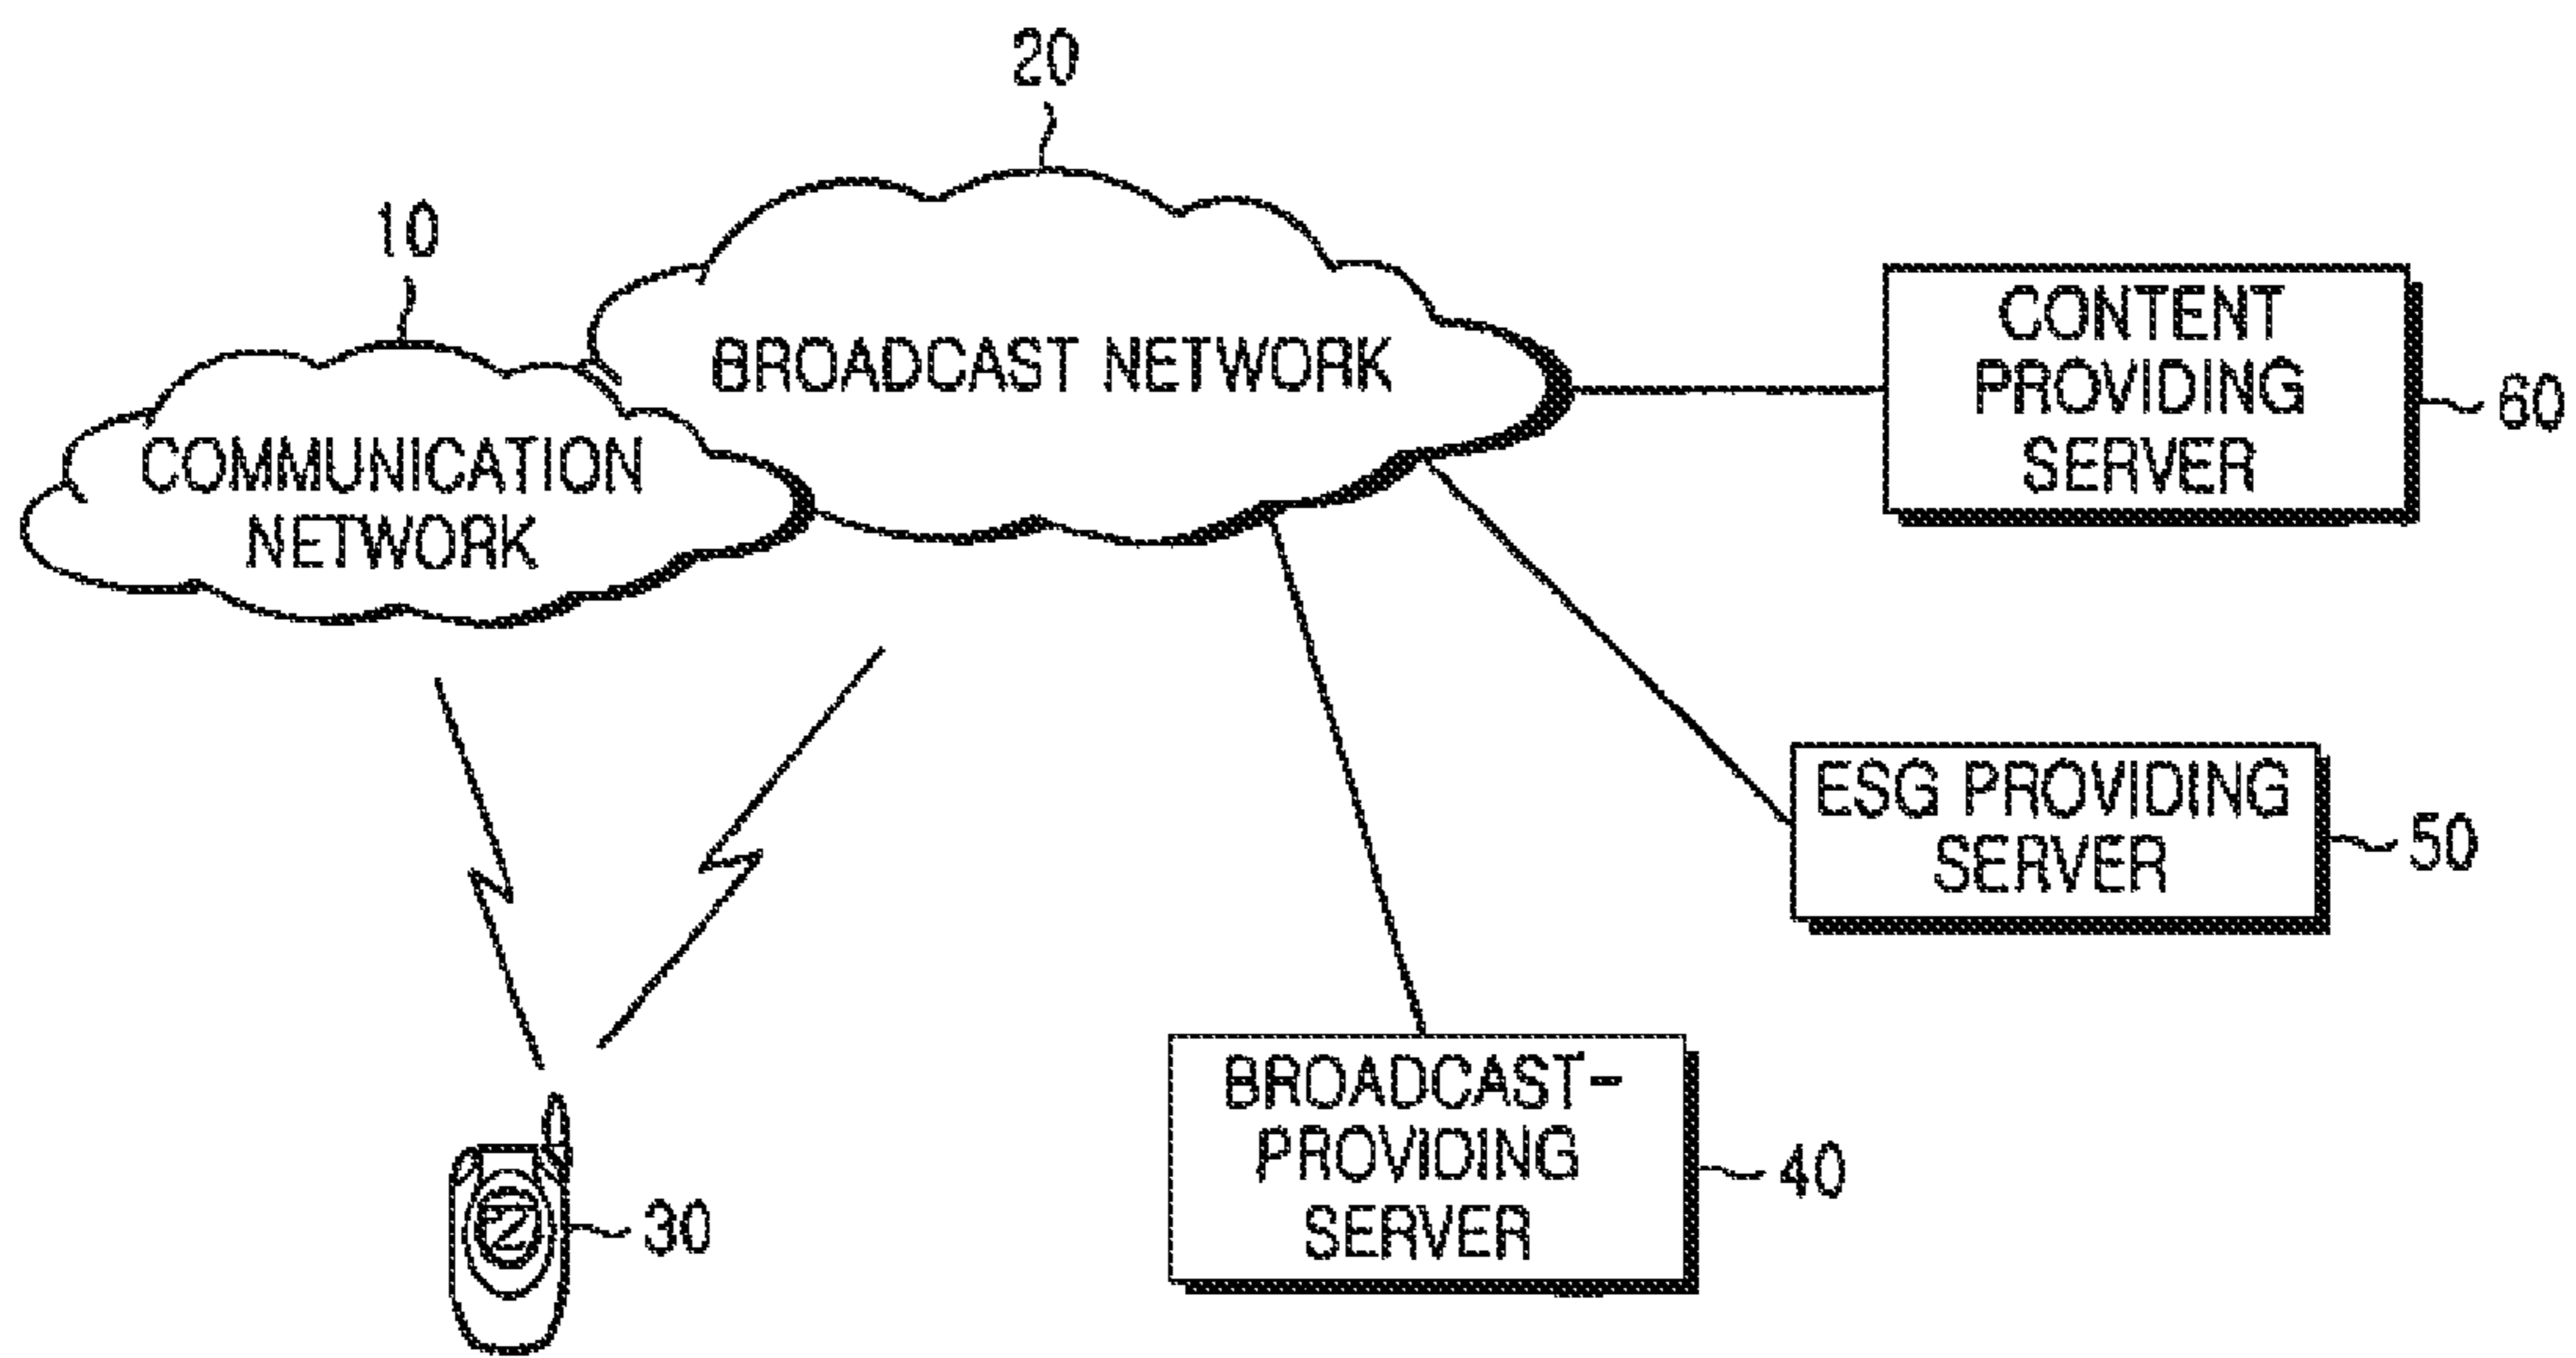 20
10
BROADCAST NETWORK
COMMUNICATION
NETWORK
CONTENT
PROVIDING
SERVER
60
ESG PROVIDING
SERVER
50
BROADCAST-
PROVIDING
SERVER
40
30